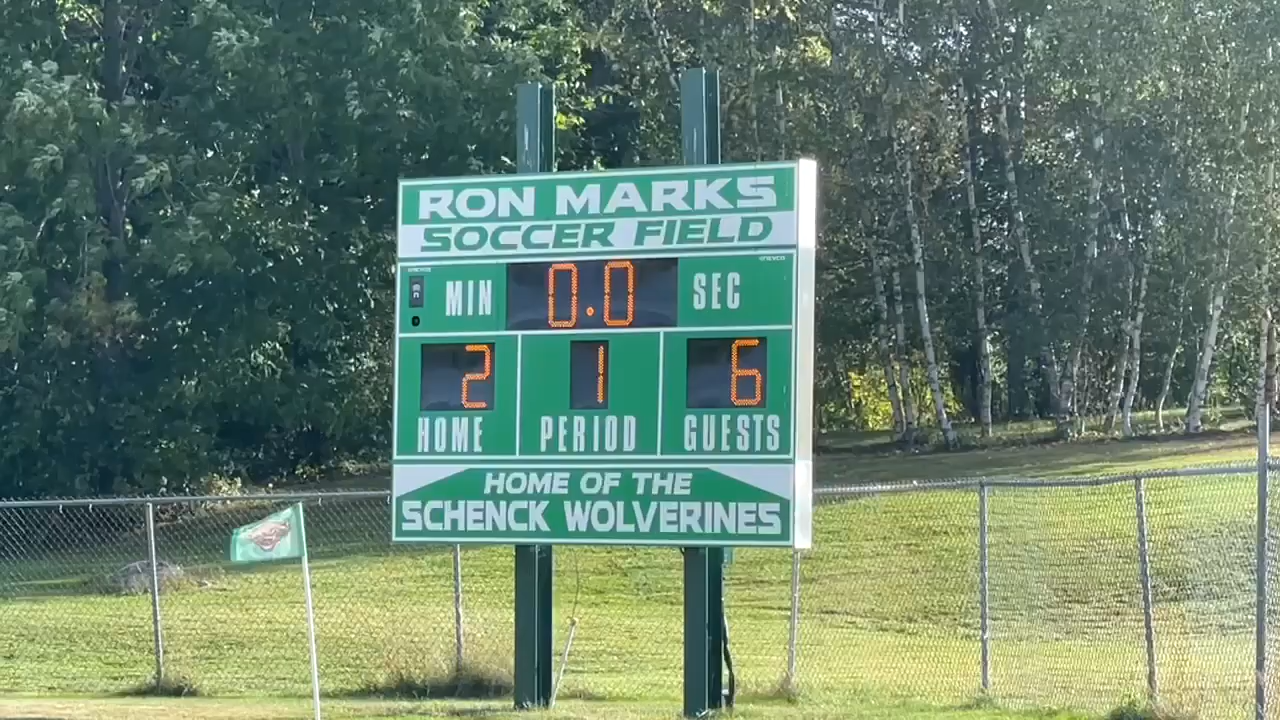 RON MARKS
SOCCER FIELD
MIN 0.0 SEC
2 1 6
HOME PERIOD GUESTS
HOME OF THE
SCHENCK WOLVERINES